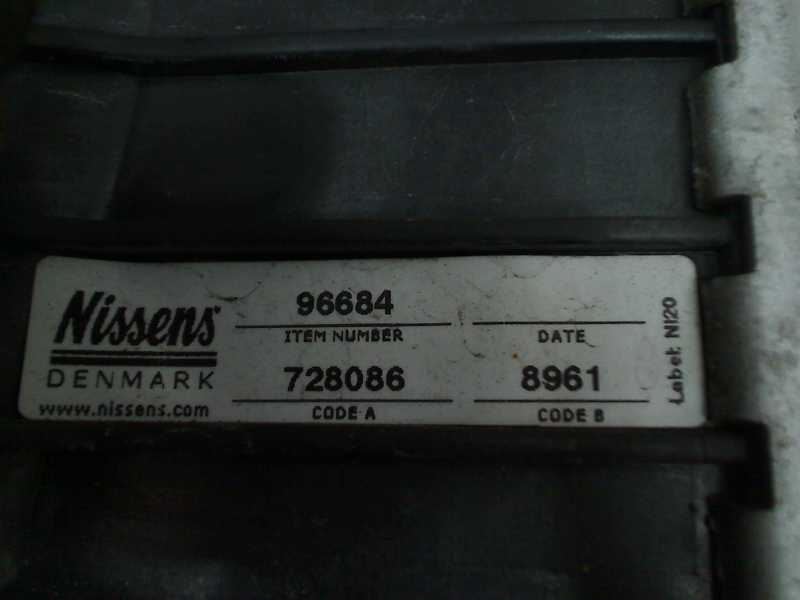 Nissens
DENMARK
www.nissens.com
96684
ITEM NUMBER
DATE
728086
8961
CODE A
CODE B
Label: NI20